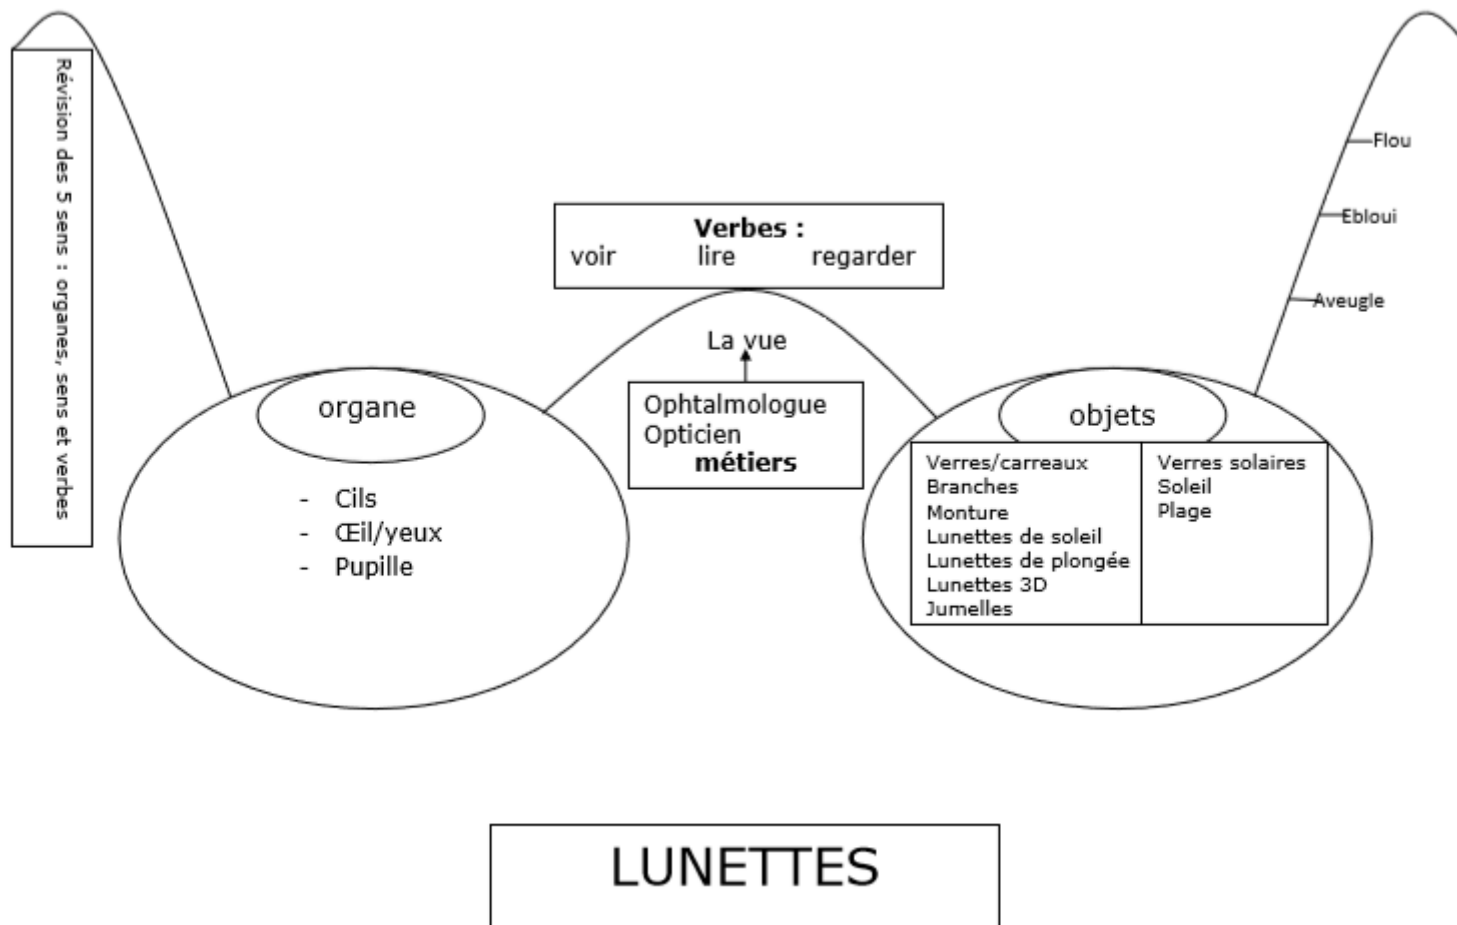 Révision des 5 sens : organes, sens et verbes
Verbes :
voir lire regarder
La vue
Ophtalmologue
Opticien
métiers
organe
- Cils
- Œil/yeux
- Pupille
objets
Verres/carreaux
Branches
Monture
Lunettes de soleil
Lunettes de plongée
Lunettes 3D
Jumelles
Verres solaires
Soleil
Plage
Flou
Ebloui
Aveugle
LUNETTES